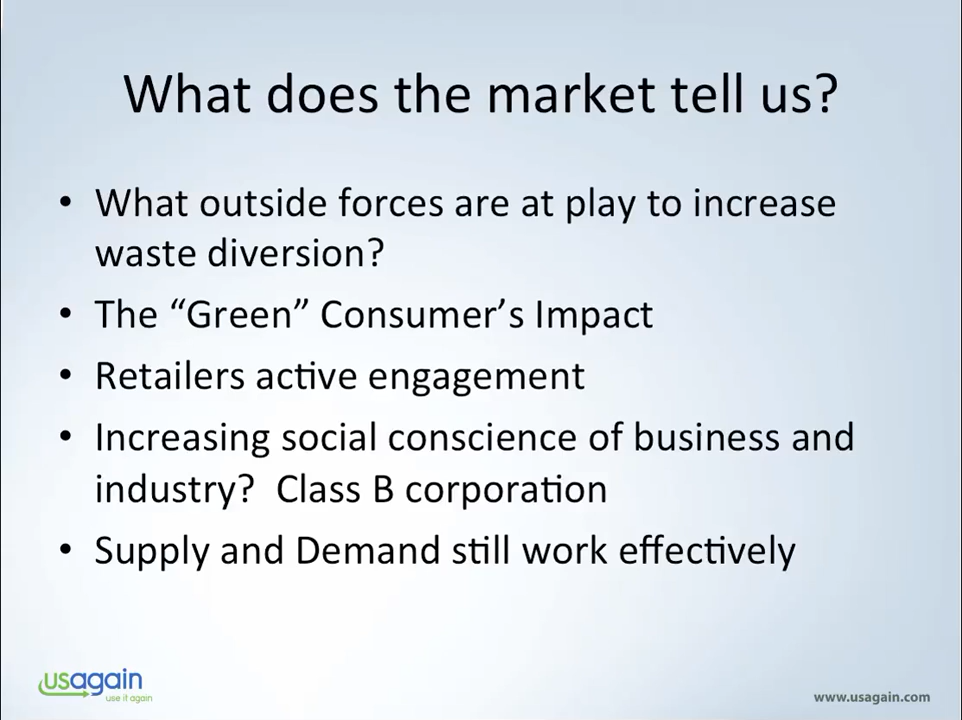 What does the market tell us?
• What outside forces are at play to increase
waste diversion?
• The “Green” Consumer’s Impact
• Retailers active engagement
• Increasing social conscience of business and
industry?  Class B corporation
• Supply and Demand still work effectively
usagain
use it again
www.usagain.com